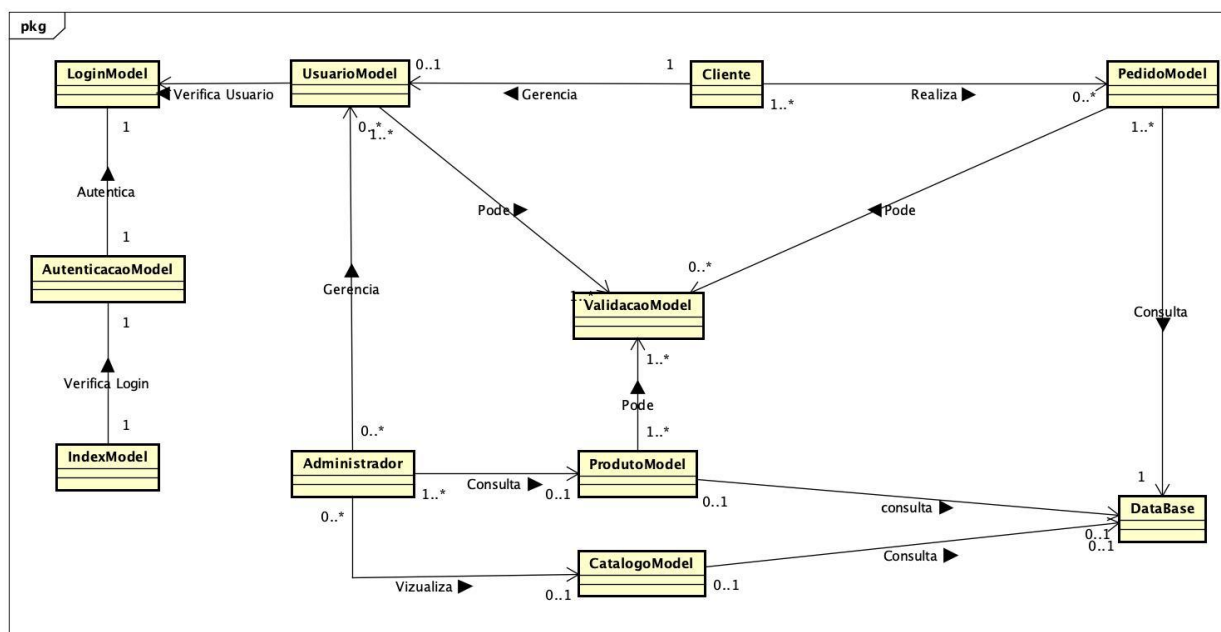 pkg
LoginModel
UsuarioModel
0..1
1
Cliente
PedidoModel
Verifica Usuario
Gerencia
1..*
Realiza
0..*
1
0..*
1..*
1..*
Autentica
Pode
Pode
1
AutenticacaoModel
0..*
Gerencia
1..*
ValidacaoModel
1
Consulta
1..*
Verifica Login
Pode
1
0..*
1..*
IndexModel
Administrador
ProdutoModel
1
Consulta
1..*
0..1
0..1
consulta
DataBase
0..*
0..1
0..1
CatalogoModel
Consulta
Vizualiza
0..1
0..1